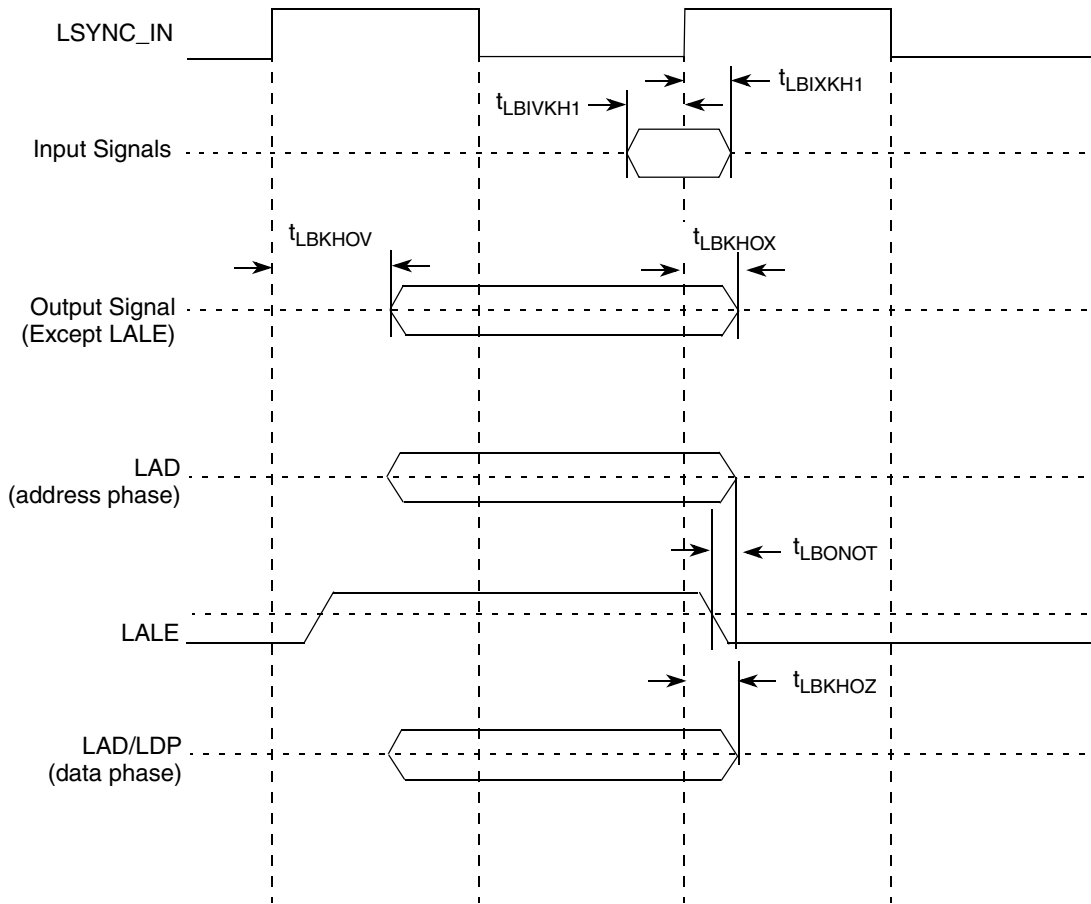 LSYNC_IN
tLBIXKH1
tLBIVKH1
Input Signals
tLBKHOV
tLBKHOX
Output Signal
(Except LALE)
LAD
(address phase)
tLBONOT
LALE
tLBKHOZ
LAD/LDP
(data phase)